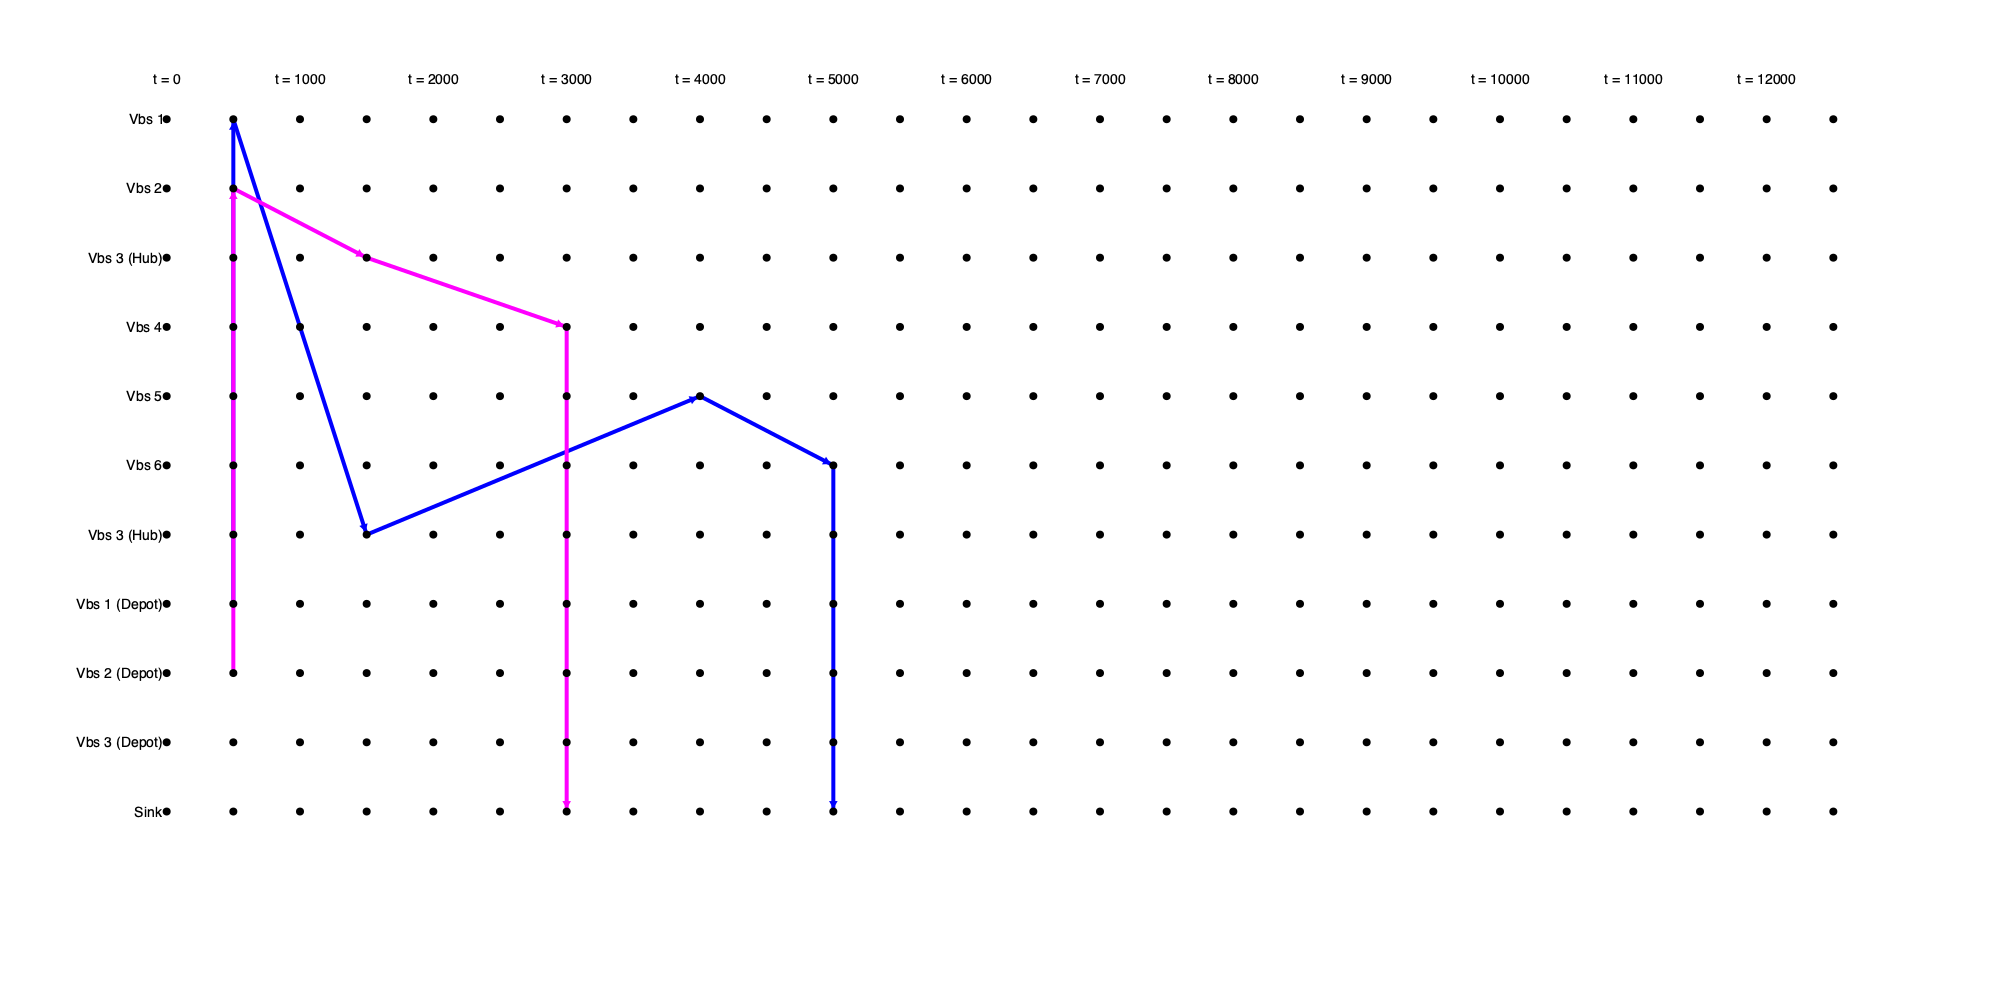 t = 0 t = 1000 t = 2000 t = 3000 t = 4000 t = 5000 t = 6000 t = 7000 t = 8000 t = 9000 t = 10000 t = 11000 t = 12000
Vbs 1
Vbs 2
Vbs 3 (Hub)
Vbs 4
Vbs 5
Vbs 6
Vbs 3 (Hub)
Vbs 1 (Depot)
Vbs 2 (Depot)
Vbs 3 (Depot)
Sink